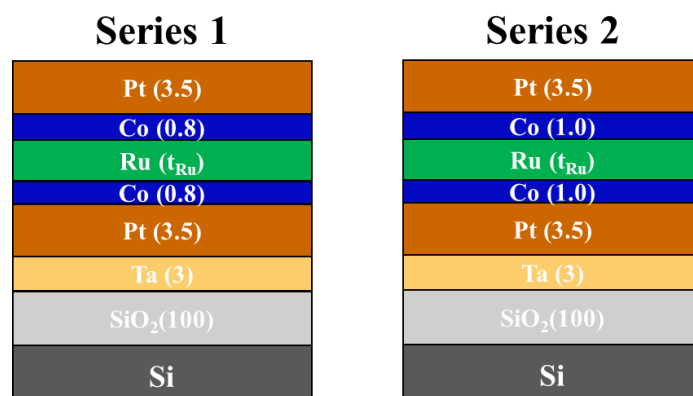 Series 1
Pt (3.5)
Co (0.8)
Ru (tRu)
Co (0.8)
Pt (3.5)
Ta (3)
SiO2(100)
Si
Series 2
Pt (3.5)
Co (1.0)
Ru (tRu)
Co (1.0)
Pt (3.5)
Ta (3)
SiO2(100)
Si